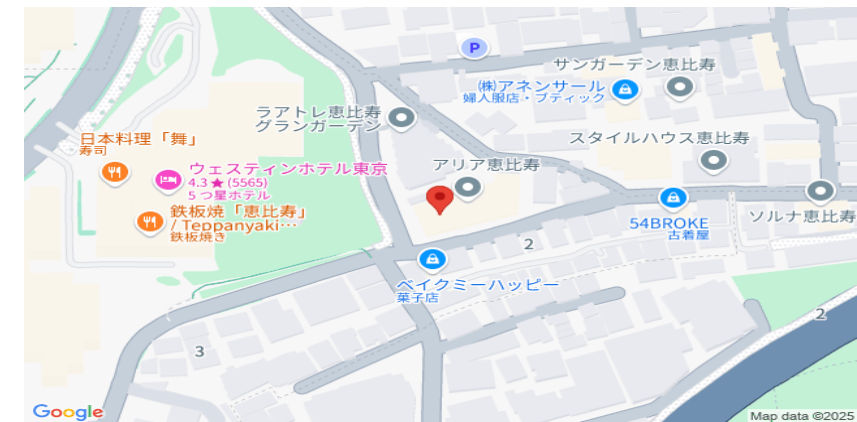 P
サンガーデン恵比寿
(株)アネンサール
婦人服店・ブティック
ラアトレ恵比寿
グランガーデン
スタイルハウス恵比寿
日本料理「舞」
寿司
アリア恵比寿
ウェスティンホテル東京
4.3★(5565)
5 つ星ホテル
鉄板焼「恵比寿」
/ Teppanyaki…
鉄板焼き
54BROKE
古着屋
ソルナ恵比寿
2
ベイクミーハッピー
菓子店
2
3
Google
Map data ©2025